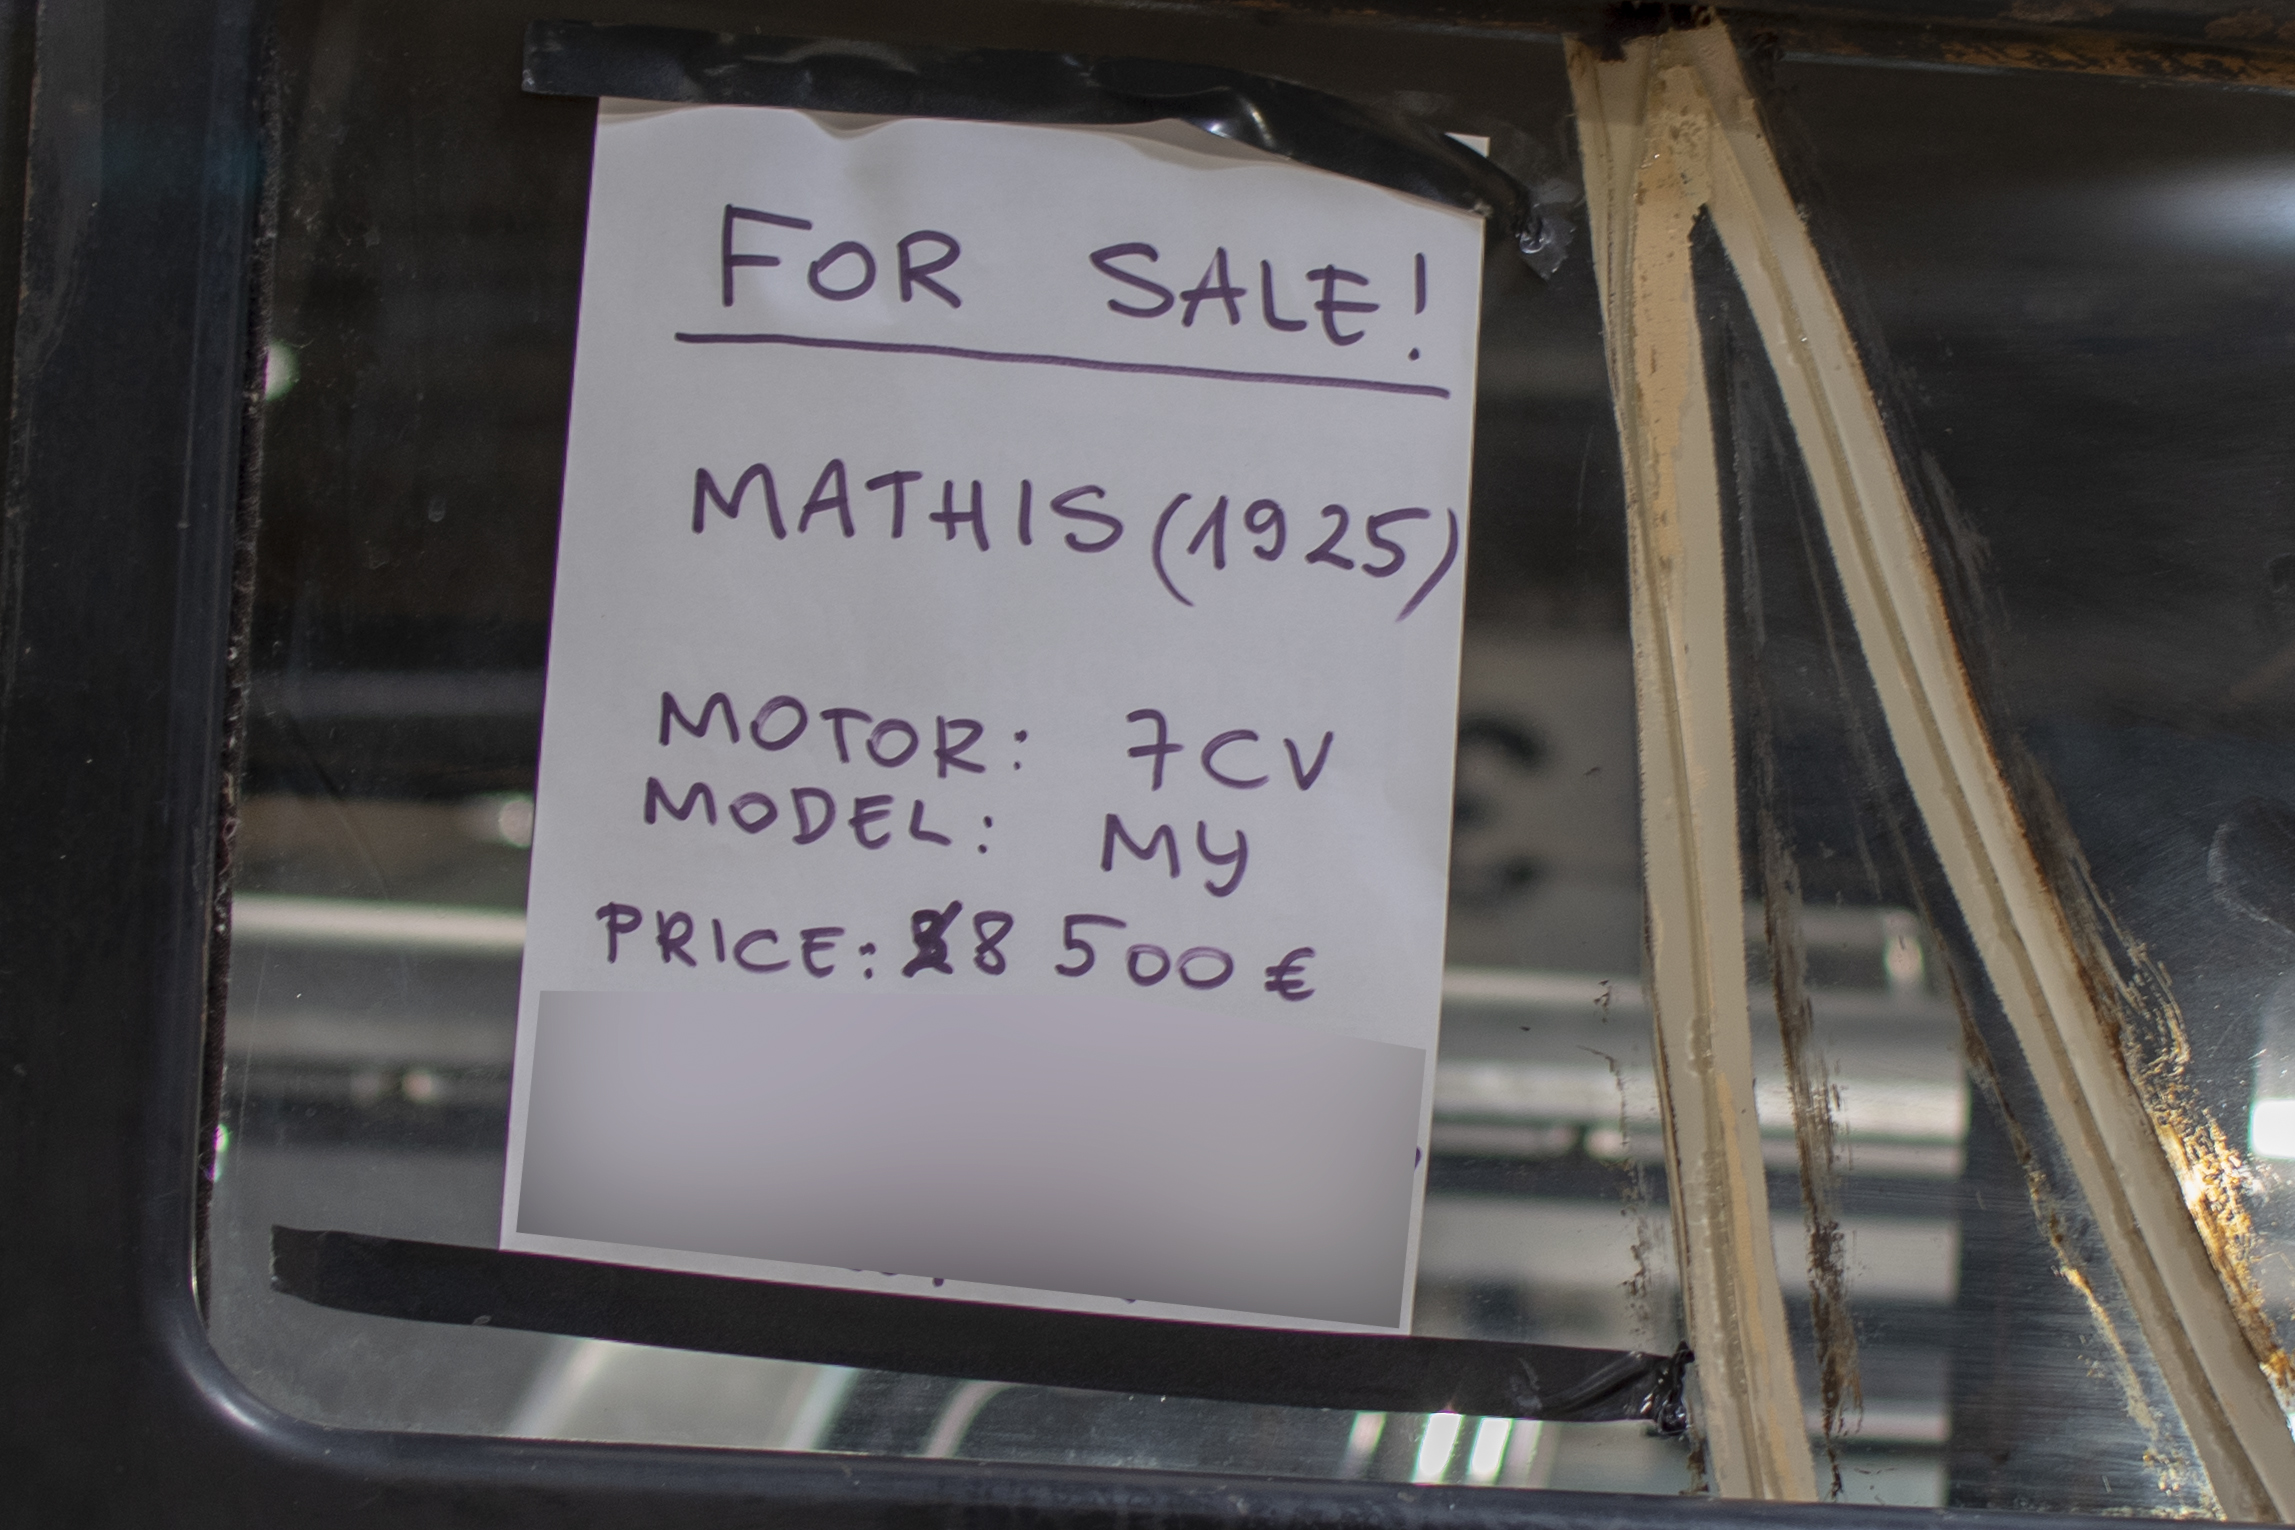 FOR SALE!
MATHIS (1925)
MOTOR: 7CV
MODEL: MY
PRICE: 8 500 €